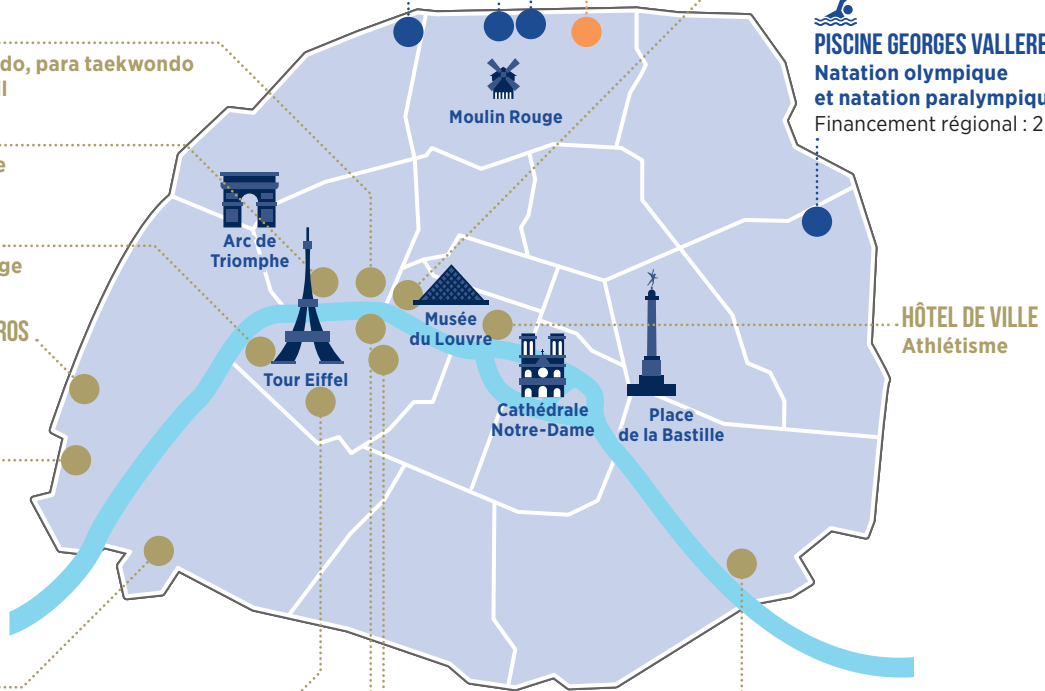 do, para taekwondo
ll
e
ge
ROS
Moulin Rouge
Arc de
Triomphe
Musée
du Louvre
Tour Eiffel
Cathédrale
Notre-Dame
Place
de la Bastille
PISCINE GEORGES VALLERE
Natation olympique
et natation paralympiqu
Financement régional : 2
HÔTEL DE VILLE
Athlétisme